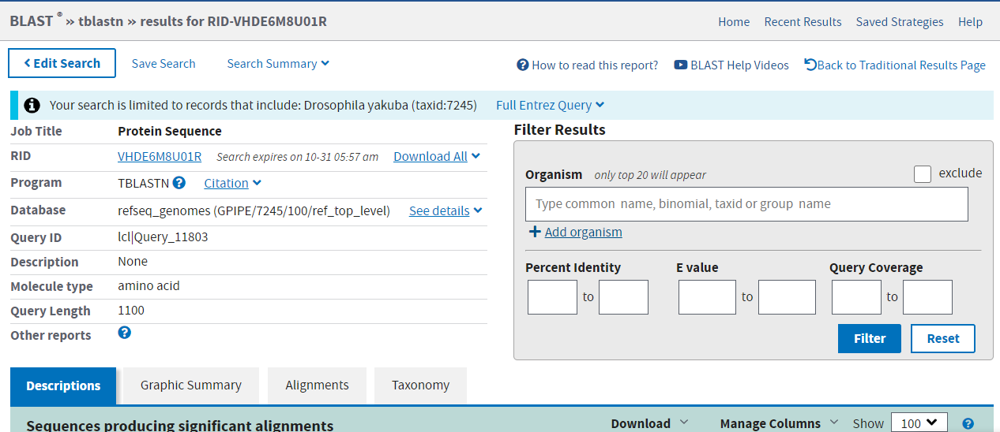 BLAST ® » tblastn » results for RID-VHDE6M8U01R
Home Recent Results Saved Strategies Help
Edit Search Save Search Search Summary
How to read this report? BLAST Help Videos Back to Traditional Results Page
Your search is limited to records that include: Drosophila yakuba (taxid:7245) Full Entrez Query
Job Title Protein Sequence
RID VHDE6M8U01R Search expires on 10-31 05:57 am Download All
Program TBLASTN Citation
Database refseq_genomes (GPIPE/7245/100/ref_top_level) See details
Query ID lcl|Query_11803
Description None
Molecule type amino acid
Query Length 1100
Other reports
Filter Results
Organism only top 20 will appear exclude
Type common name, binomial, taxid or group name
Add organism
Percent Identity E value Query Coverage
to to to
Filter Reset
Descriptions Graphic Summary Alignments Taxonomy
Sequences producing significant alignments Download Manage Columns Show 100